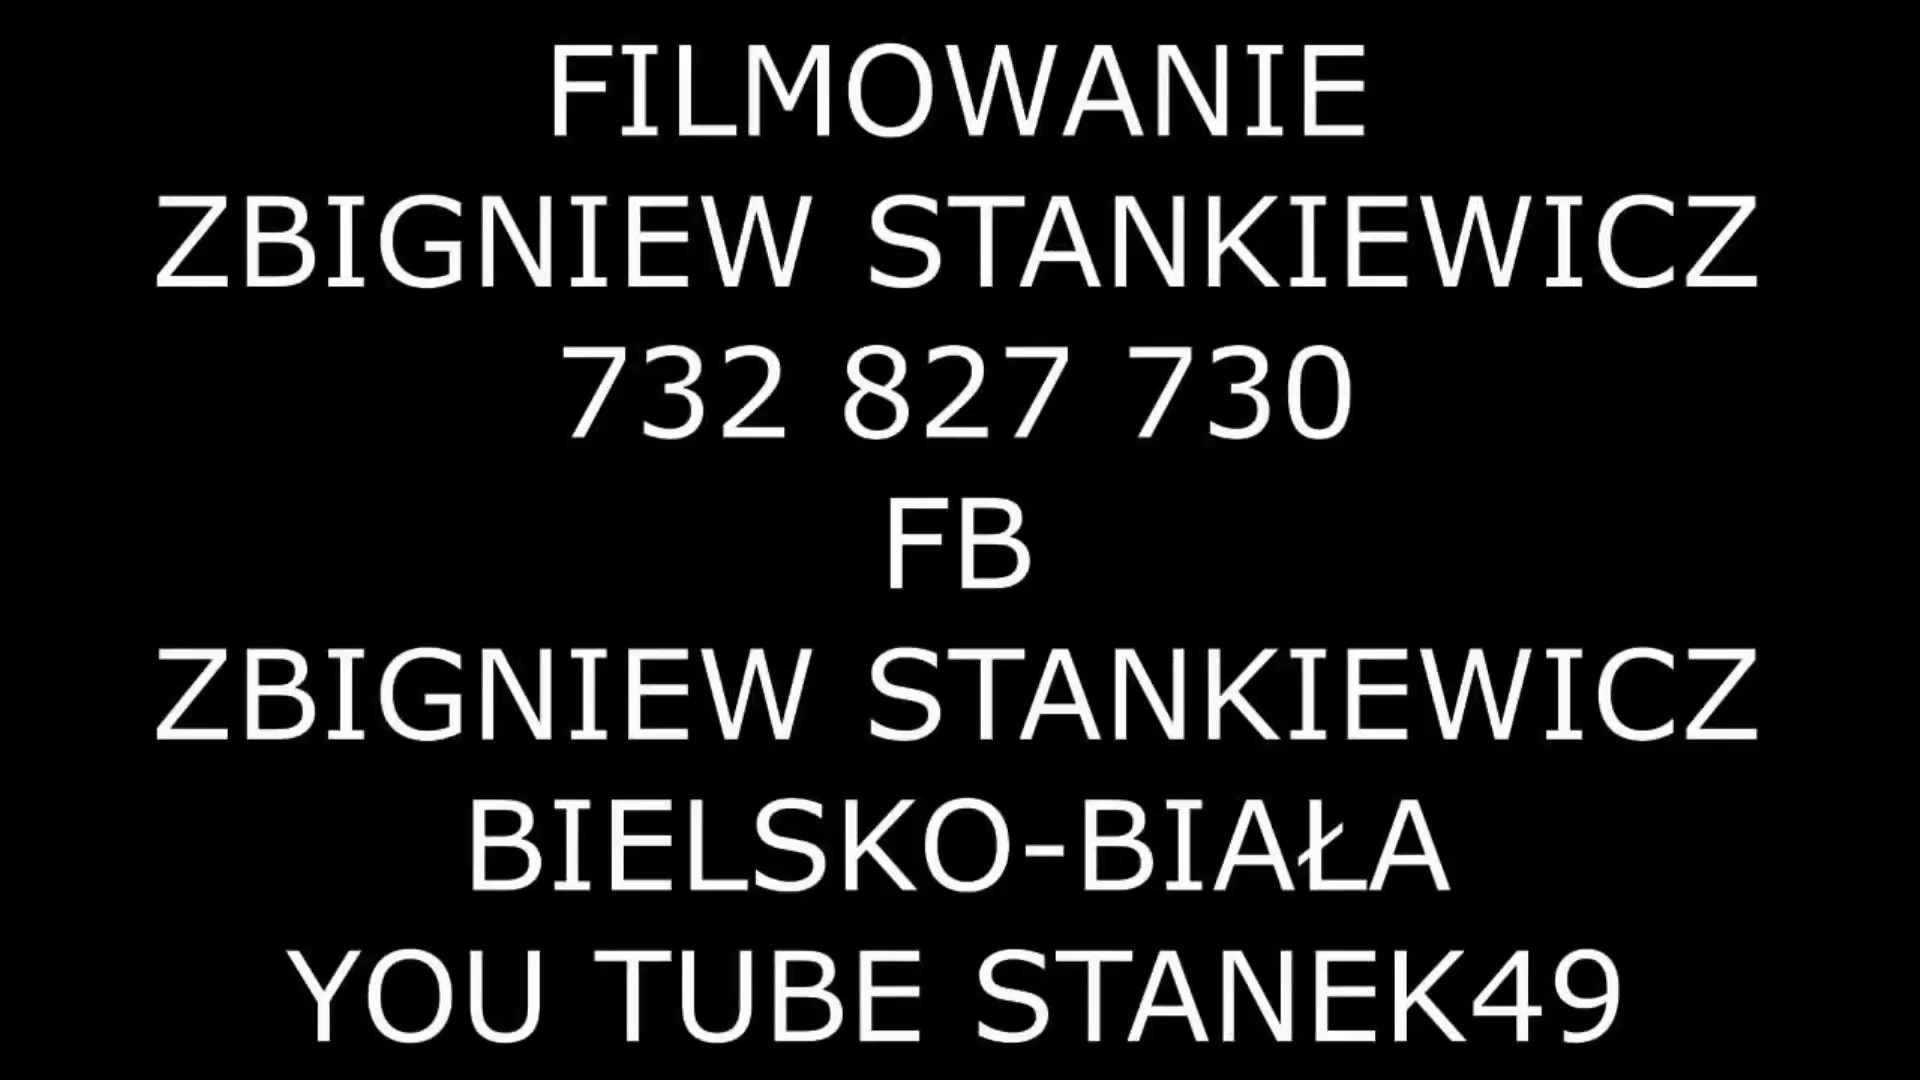 FILMOWANIE
ZBIGNIEW STANKIEWICZ
732 827 730
FB
ZBIGNIEW STANKIEWICZ
BIELSKO-BIAŁA
YOU TUBE STANEK49